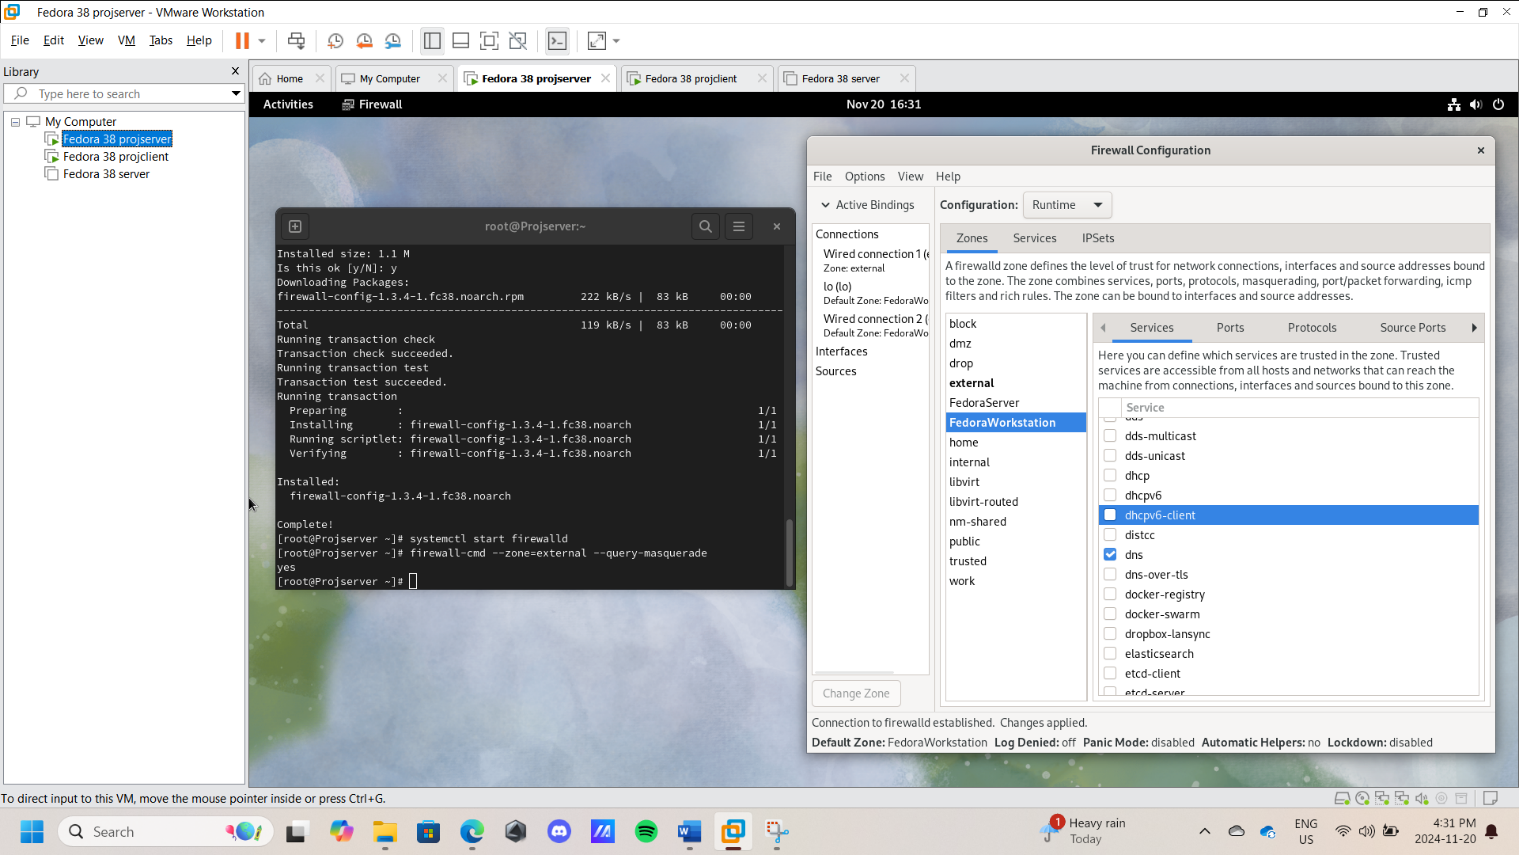 Fedora 38 projserver - VMware Workstation
File Edit View VM Tabs Help
Library
Type here to search
My Computer
Fedora 38 projserver
Fedora 38 projclient
Fedora 38 server
Home
My Computer
Fedora 38 projserver
Fedora 38 projclient
Fedora 38 server
Activities
Firewall
Nov 20 16:31
root@Projserver:~
Installed size: 1.1 M
Is this ok [y/N]: y
Downloading Packages:
firewall-config-1.3.4-1.fc38.noarch.rpm 222 kB/s | 83 kB 00:00
--------------------------------------------------------------------------------
Total 119 kB/s | 83 kB 00:00
Running transaction check
Transaction check succeeded.
Running transaction test
Transaction test succeeded.
Running transaction
Preparing : 1/1
Installing : firewall-config-1.3.4-1.fc38.noarch 1/1
Running scriptlet: firewall-config-1.3.4-1.fc38.noarch 1/1
Verifying : firewall-config-1.3.4-1.fc38.noarch 1/1
Installed:
firewall-config-1.3.4-1.fc38.noarch
Complete!
[root@Projserver ~]# systemctl start firewalld
[root@Projserver ~]# firewall-cmd --zone=external --query-masquerade
yes
[root@Projserver ~]#
Firewall Configuration
File Options View Help
Active Bindings
Connections
Wired connection 1 (e
Zone: external
lo (lo)
Default Zone: FedoraWo
Wired connection 2 (
Default Zone: FedoraWo
Interfaces
Sources
Change Zone
Configuration: Runtime
Zones Services IPSets
A firewalld zone defines the level of trust for network connections, interfaces and source addresses bound
to the zone. The zone combines services, ports, protocols, masquerading, port/packet forwarding, icmp
filters and rich rules. The zone can be bound to interfaces and source addresses.
block
dmz
drop
external
FedoraServer
FedoraWorkstation
home
internal
libvirt
libvirt-routed
nm-shared
public
trusted
work
Services Ports Protocols Source Ports
Here you can define which services are trusted in the zone. Trusted
services are accessible from all hosts and networks that can reach the
machine from connections, interfaces and sources bound to this zone.
Service
dds
dds-multicast
dds-unicast
dhcp
dhcpv6
dhcpv6-client
distcc
dns
dns-over-tls
docker-registry
docker-swarm
dropbox-lansync
elasticsearch
etcd-client
etcd-server
Connection to firewalld established. Changes applied.
Default Zone: FedoraWorkstation Log Denied: off Panic Mode: disabled Automatic Helpers: no Lockdown: disabled
To direct input to this VM, move the mouse pointer inside or press Ctrl+G.
Search
1
Heavy rain
Today
ENG
US
4:31 PM
2024-11-20